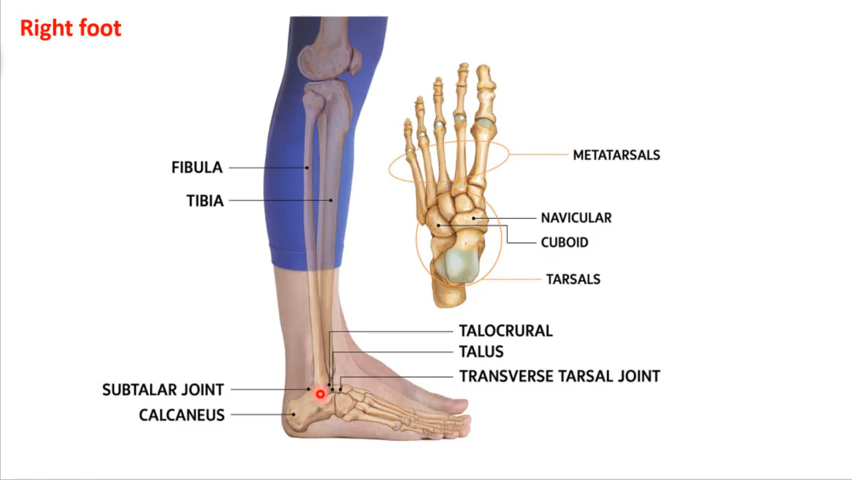 Right foot
FIBULA
TIBIA
METATARSALS
NAVICULAR
CUBOID
TARSALS
TALOCRURAL
TALUS
TRANSVERSE TARSAL JOINT
SUBTALAR JOINT
CALCANEUS